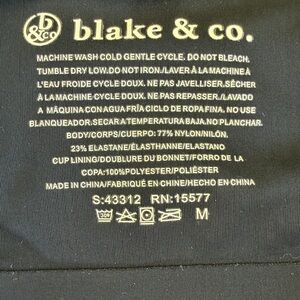 b
&co
blake & co.
MACHINE WASH COLD GENTLE CYCLE. DO NOT BLEACH.
TUMBLE DRY LOW.DO NOT IRON./LAVER À LA MACHINE À
L'EAU FROIDE CYCLE DOUX. NE PAS JAVELLISER.SÉCHER
À LA MACHINE CYCLE DOUX. NE PAS REPASSER./LAVADO
A MÁQUINA CON AGUA FRÍA CICLO DE ROPA FINA. NO USE
BLANQUEADOR.SECAR A TEMPERATURA BAJA.NO PLANCHAR.
BODY/CORPS/CUERPO: 77% NYLON/NILÓN.
23% ELASTANE/ÉLASTHANNE/ELASTANO
CUP LINING/DOUBLURE DU BONNET/FORRO DE LA
COPA:100%POLYESTER/POLIÉSTER
MADE IN CHINA/FABRIQUÉ EN CHINE/HECHO EN CHINA
S:43312 RN:15577
M